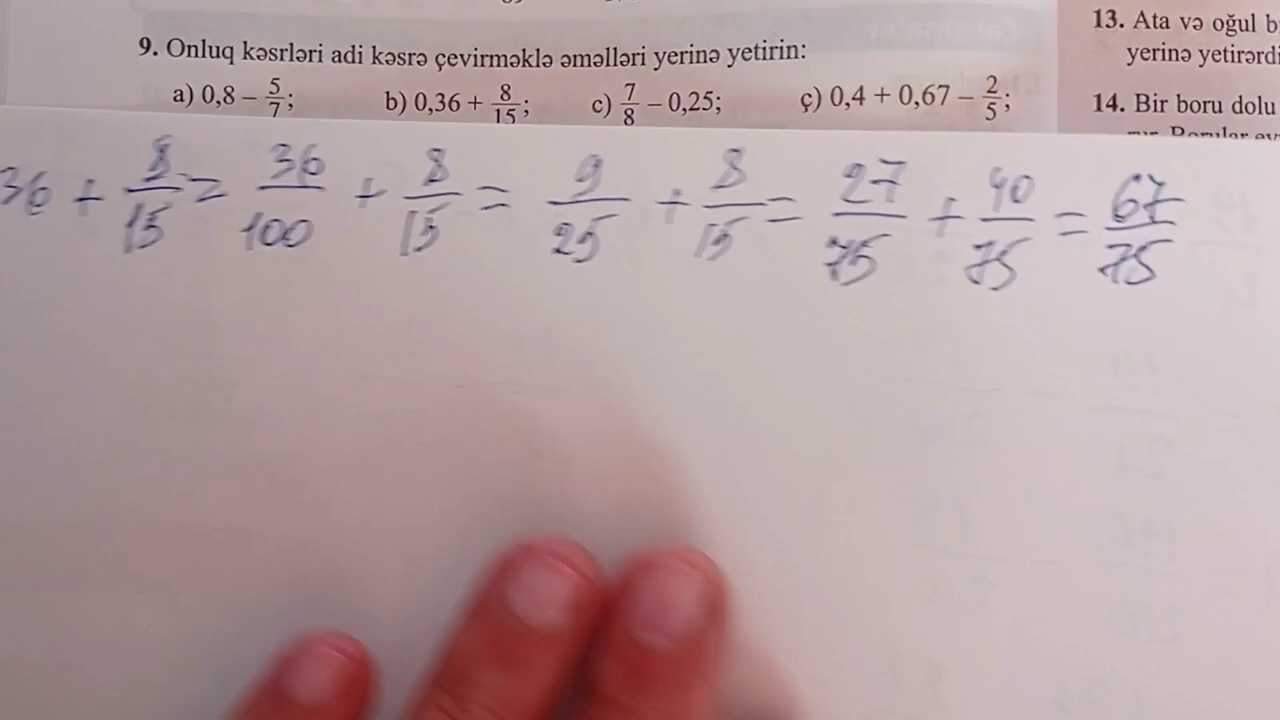 9. Onluq kəsrləri adi kəsrə çevirməklə əməlləri yerinə yetirin:
a) 0,8 − 5/7; b) 0,36 + 8/15; c) 7/8 − 0,25; ç) 0,4 + 0,67 − 2/5;
13. Ata və oğul b
yerinə yetirərdi
14. Bir boru dolu
36 + 8/15 = 36/100 + 8/15 = 9/25 + 8/15 = 27/75 + 40/75 = 67/75